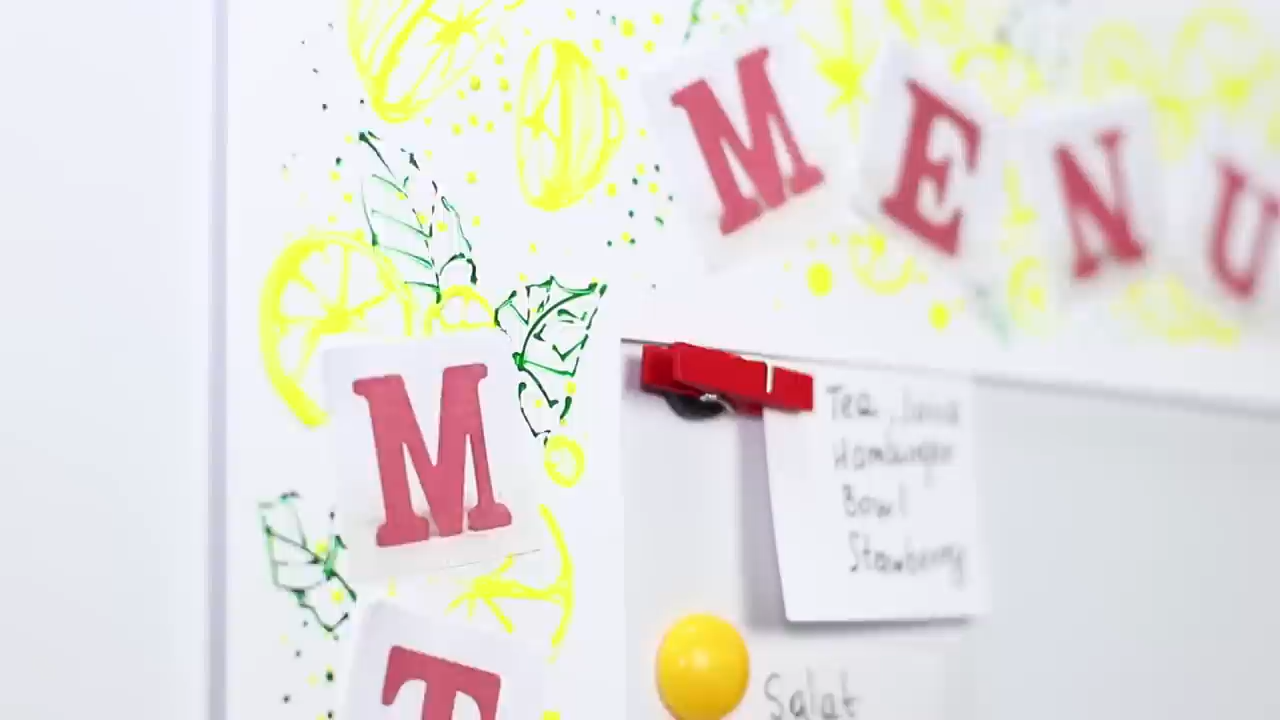 MENU
M
T
Tea, Juice
Hamburger
Bowl
Strawberry
Salat